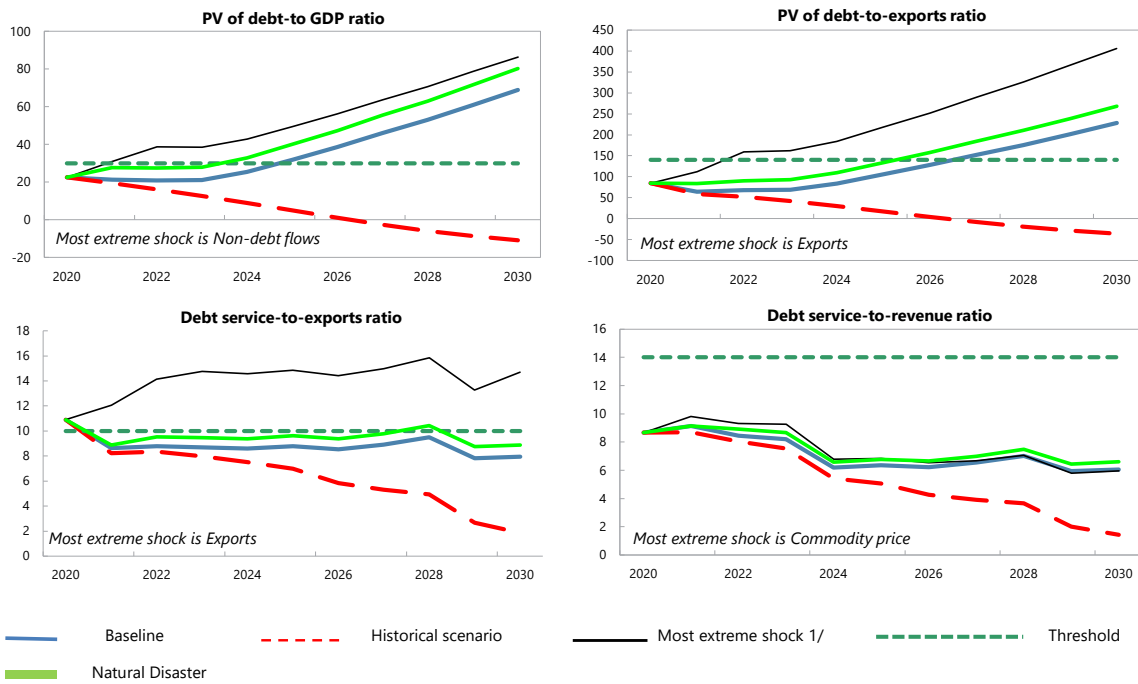 PV of debt-to GDP ratio
100
80
60
40
20
0
-20
Most extreme shock is Non-debt flows
2020 2022 2024 2026 2028 2030
PV of debt-to-exports ratio
450
400
350
300
250
200
150
100
50
0
-50
-100
Most extreme shock is Exports
2020 2022 2024 2026 2028 2030
Debt service-to-exports ratio
18
16
14
12
10
8
6
4
2
0
Most extreme shock is Exports
2020 2022 2024 2026 2028 2030
Debt service-to-revenue ratio
16
14
12
10
8
6
4
2
0
Most extreme shock is Commodity price
2020 2022 2024 2026 2028 2030
Baseline Historical scenario Most extreme shock 1/ Threshold
Natural Disaster